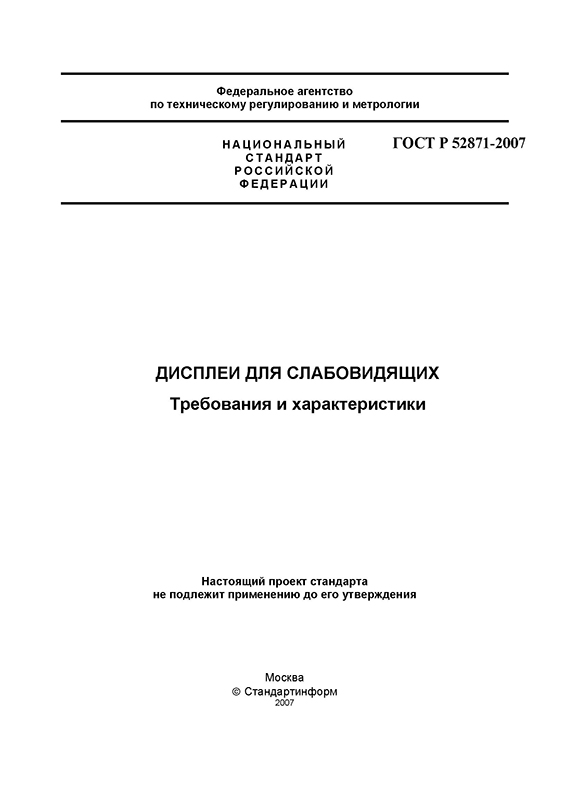 Федеральное агентство
по техническому регулированию и метрологии
НАЦИОНАЛЬНЫЙ
СТАНДАРТ
РОССИЙСКОЙ
ФЕДЕРАЦИИ
ГОСТ Р 52871-2007
ДИСПЛЕИ ДЛЯ СЛАБОВИДЯЩИХ
Требования и характеристики
Настоящий проект стандарта
не подлежит применению до его утверждения
Москва
© Стандартинформ
2007